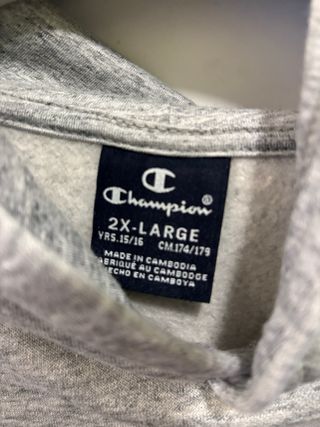 Champion®
2X-LARGE
YRS.15/16 CM.174/179
MADE IN CAMBODIA
FABRIQUÉ AU CAMBODGE
HECHO EN CAMBOYA